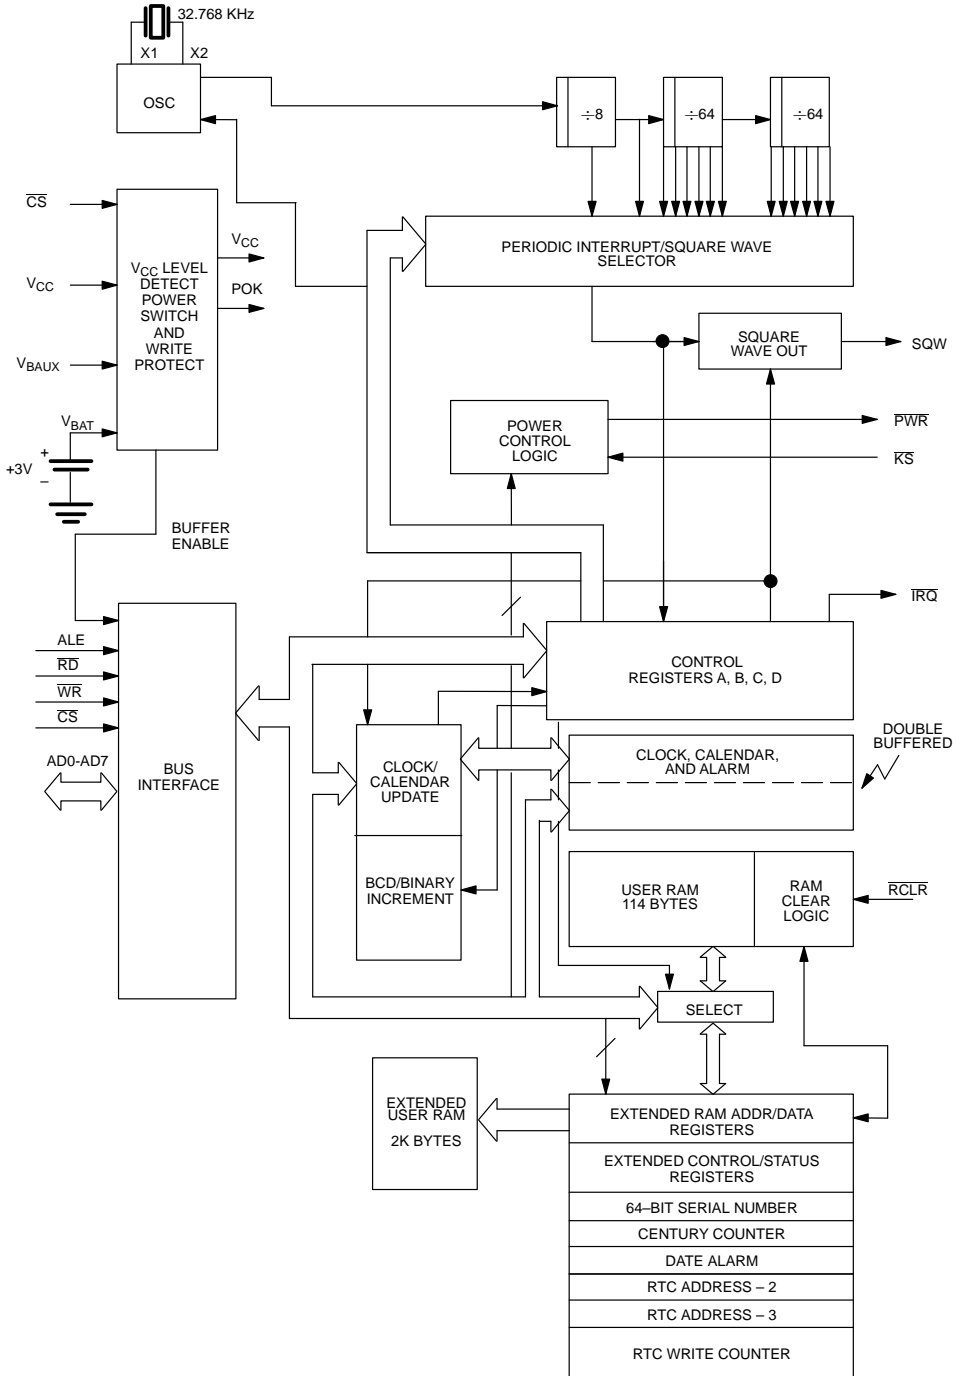 32.768 KHz
X1 X2
OSC
÷8
÷64
÷64
CS
VCC
VBAUX
VBAT
+3V
+
–
VCC LEVEL
DETECT
POWER
SWITCH
AND
WRITE
PROTECT
VCC
POK
PERIODIC INTERRUPT/SQUARE WAVE
SELECTOR
SQUARE
WAVE OUT
SQW
POWER
CONTROL
LOGIC
PWR
KS
BUFFER
ENABLE
IRQ
ALE
RD
WR
CS
AD0-AD7
BUS
INTERFACE
CONTROL
REGISTERS A, B, C, D
CLOCK/
CALENDAR
UPDATE
BCD/BINARY
INCREMENT
CLOCK, CALENDAR,
AND ALARM
DOUBLE
BUFFERED
USER RAM
114 BYTES
RAM
CLEAR
LOGIC
RCLR
SELECT
EXTENDED
USER RAM
2K BYTES
EXTENDED RAM ADDR/DATA
REGISTERS
EXTENDED CONTROL/STATUS
REGISTERS
64–BIT SERIAL NUMBER
CENTURY COUNTER
DATE ALARM
RTC ADDRESS – 2
RTC ADDRESS – 3
RTC WRITE COUNTER